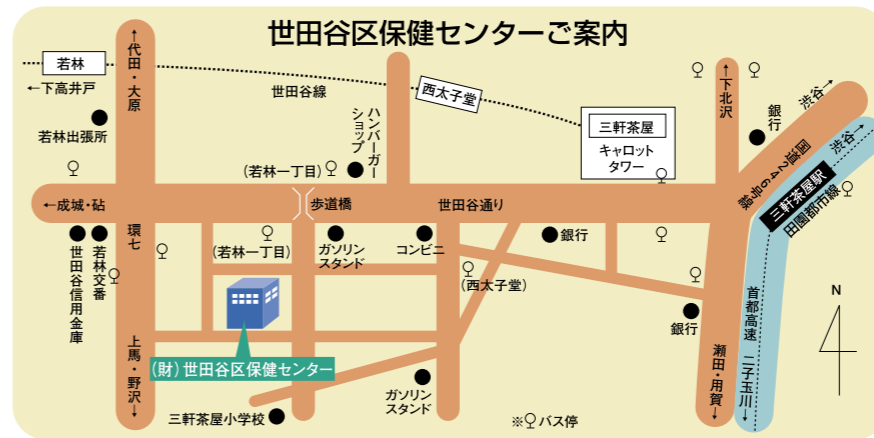 世田谷区保健センターご案内
↑代田・大原
若林
←下高井戸
若林出張所
世田谷線
ハンバーガー
ショップ
西太子堂
三軒茶屋
キャロット
タワー
↑下北沢
銀行
渋谷→
渋谷→
国道246号線
三軒茶屋駅
田園都市線
(若林一丁目)
←成城・砧
歩道橋
世田谷通り
環七
世田谷信用金庫
若林交番
(若林一丁目)
ガソリン
スタンド
コンビニ
銀行
(西太子堂)
銀行
首都高速
二子玉川↓
瀬田・用賀↓
N
上馬・野沢↓
(財)世田谷区保健センター
三軒茶屋小学校
ガソリン
スタンド
※バス停